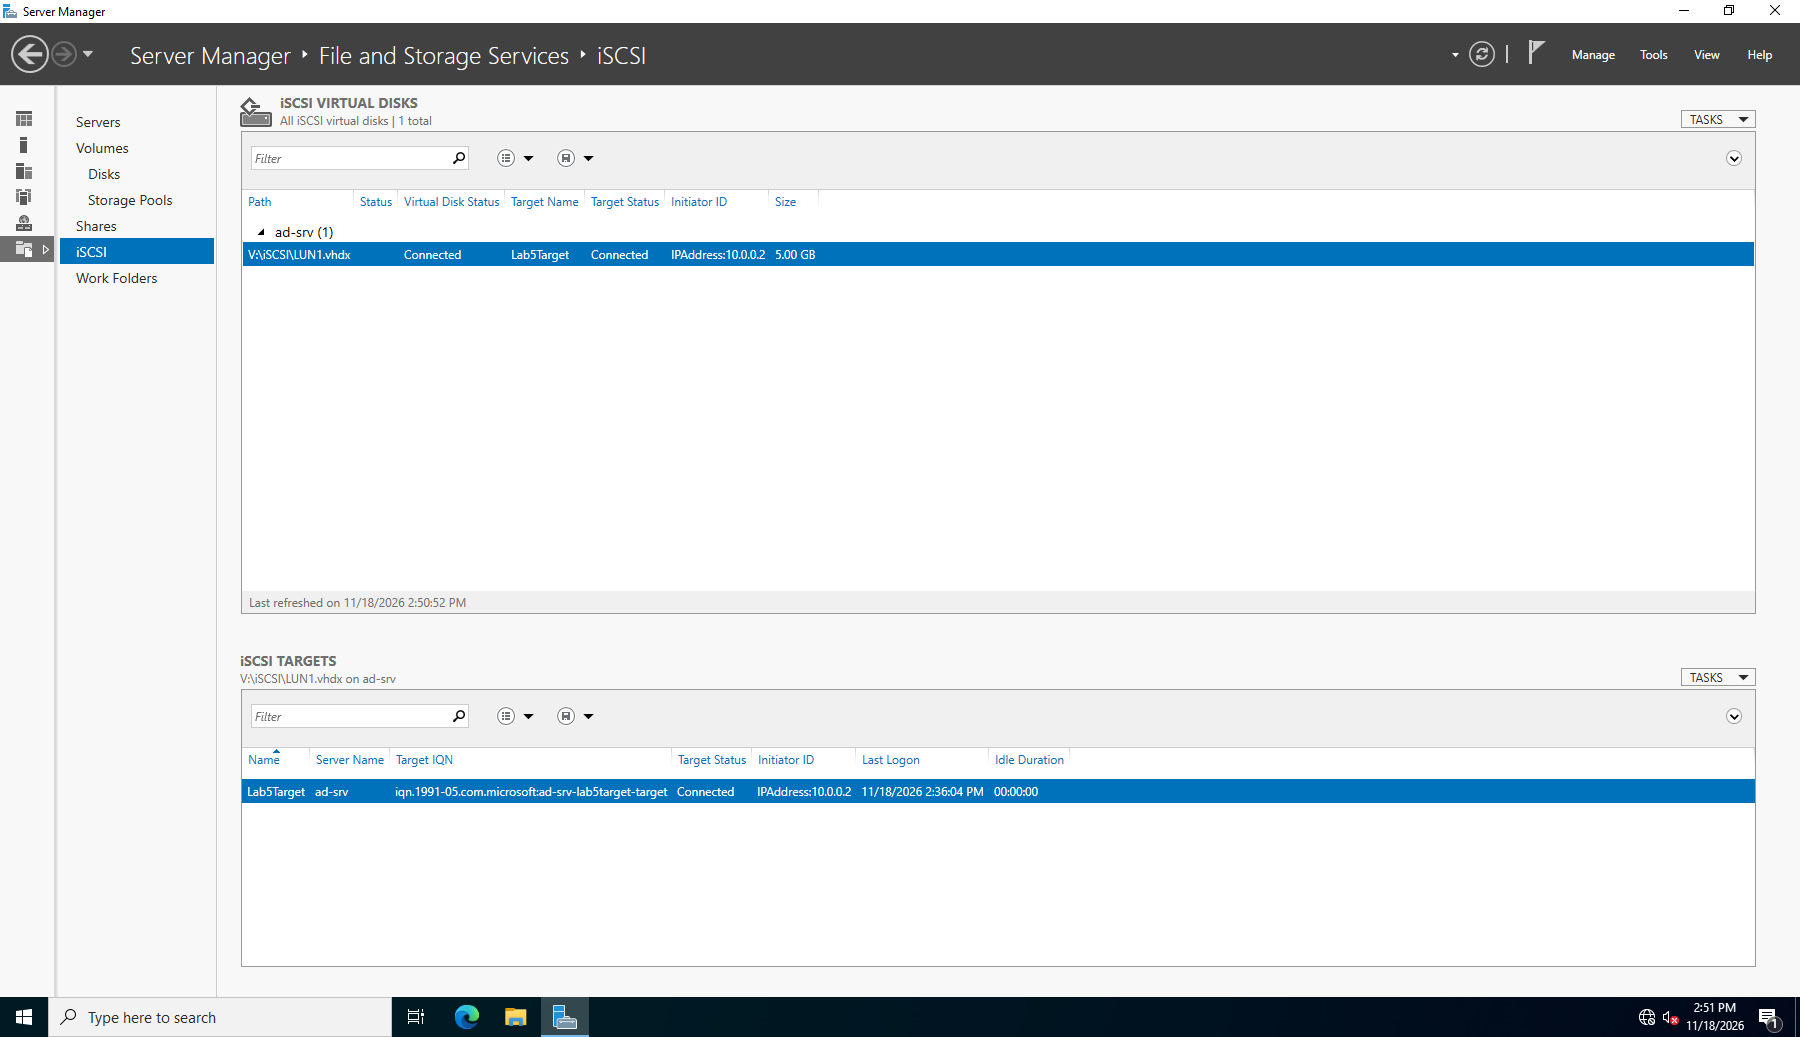 Server Manager
Server Manager ‣ File and Storage Services ‣ iSCSI
Manage Tools View Help
Servers
Volumes
Disks
Storage Pools
Shares
iSCSI
Work Folders
iSCSI VIRTUAL DISKS
All iSCSI virtual disks | 1 total
TASKS
Filter
Path Status Virtual Disk Status Target Name Target Status Initiator ID Size
ad-srv (1)
V:\iSCSI\LUN1.vhdx Connected Lab5Target Connected IPAddress:10.0.0.2 5.00 GB
Last refreshed on 11/18/2026 2:50:52 PM
iSCSI TARGETS
V:\iSCSI\LUN1.vhdx on ad-srv
TASKS
Filter
Name Server Name Target IQN Target Status Initiator ID Last Logon Idle Duration
Lab5Target ad-srv iqn.1991-05.com.microsoft:ad-srv-lab5target-target Connected IPAddress:10.0.0.2 11/18/2026 2:36:04 PM 00:00:00
Type here to search
2:51 PM
11/18/2026
1